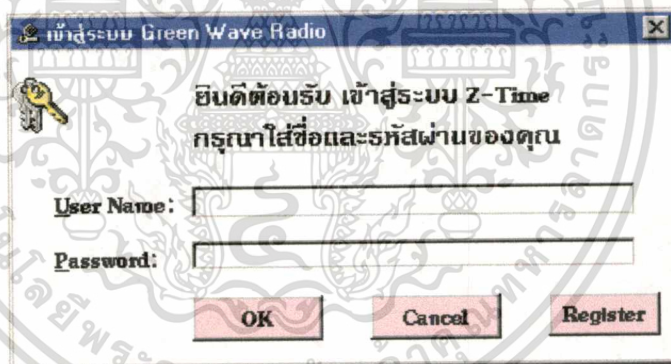 เข้าสู่ระบบ Green Wave Radio
ยินดีต้อนรับ เข้าสู่ระบบ Z-Time
กรุณาใส่ชื่อและรหัสผ่านของคุณ
User Name:
Password:
OK Cancel Register